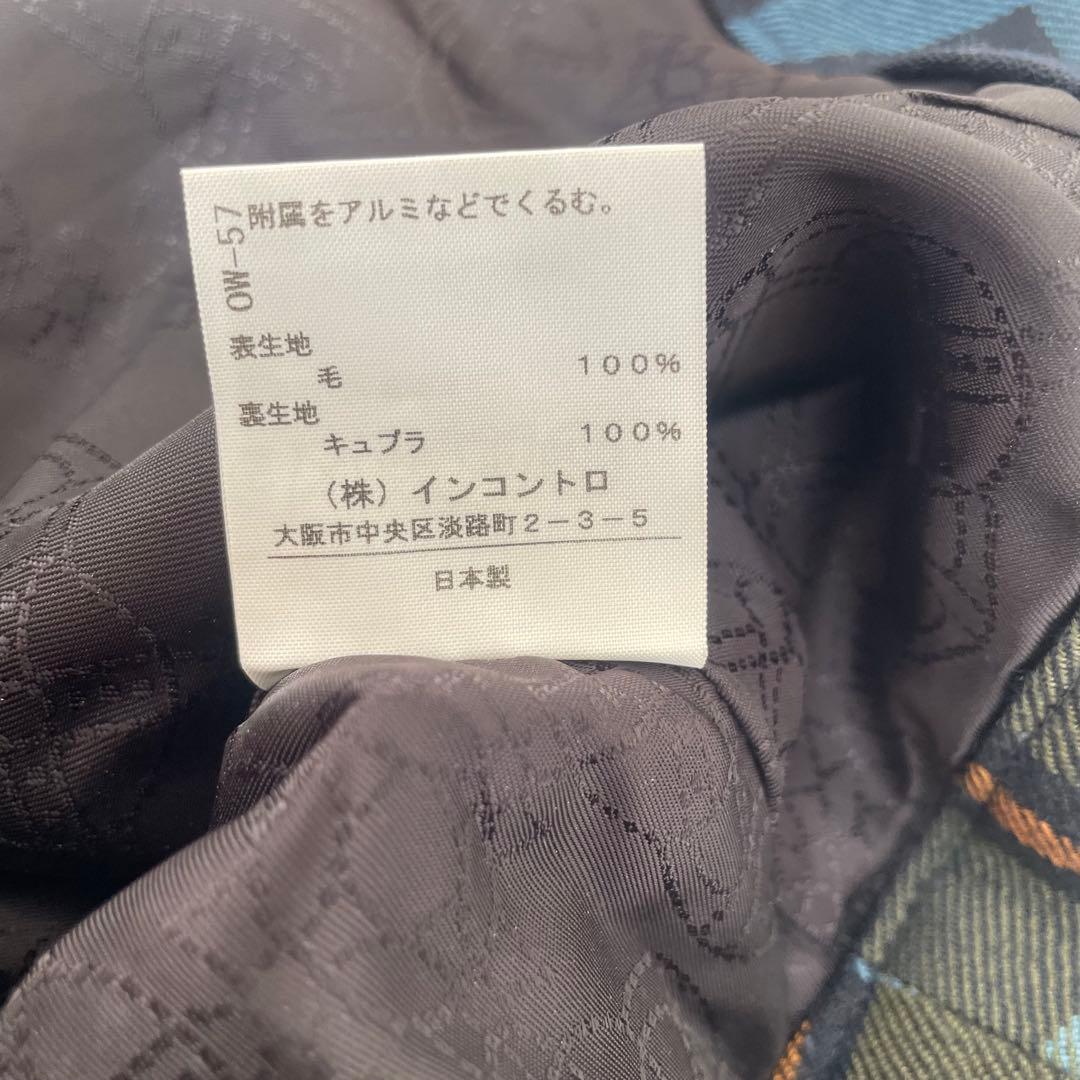 附属をアルミなどでくるむ。
OW-57
表生地
毛 100%
裏生地
キュプラ 100%
(株)インコントロ
大阪市中央区淡路町2-3-5
日本製